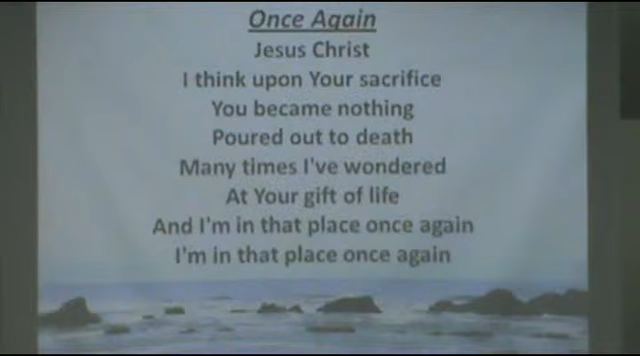 Once Again
Jesus Christ
I think upon Your sacrifice
You became nothing
Poured out to death
Many times I've wondered
At Your gift of life
And I'm in that place once again
I'm in that place once again